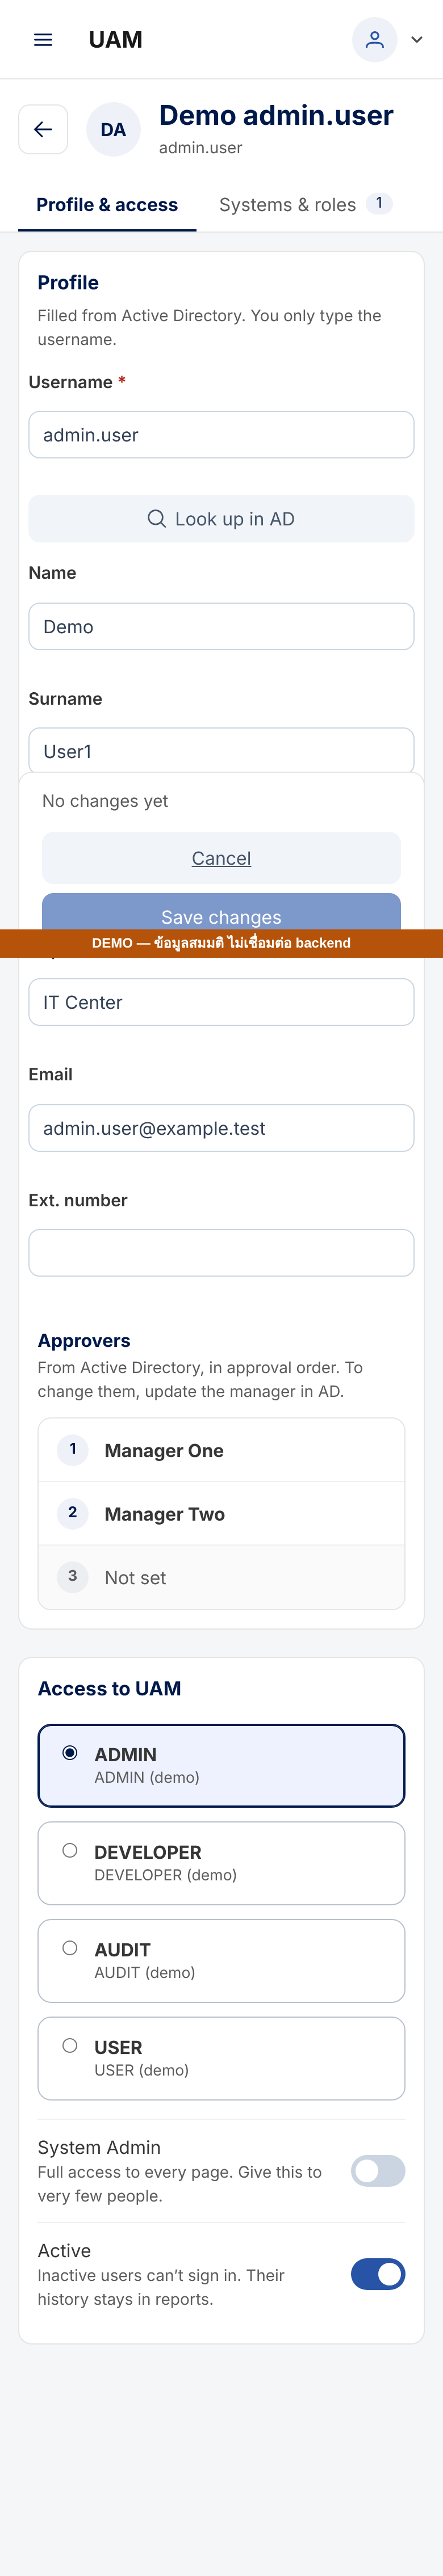 UAM
DA
Demo admin.user
admin.user
Profile & access
Systems & roles 1
Profile
Filled from Active Directory. You only type the
username.
Username *
admin.user
Look up in AD
Name
Demo
Surname
User1
No changes yet
Cancel
Save changes
DEMO — ข้อมูลสมมติ ไม่เชื่อมต่อ backend
IT Center
Email
admin.user@example.test
Ext. number
Approvers
From Active Directory, in approval order. To
change them, update the manager in AD.
1 Manager One
2 Manager Two
3 Not set
Access to UAM
ADMIN
ADMIN (demo)
DEVELOPER
DEVELOPER (demo)
AUDIT
AUDIT (demo)
USER
USER (demo)
System Admin
Full access to every page. Give this to
very few people.
Active
Inactive users can’t sign in. Their
history stays in reports.